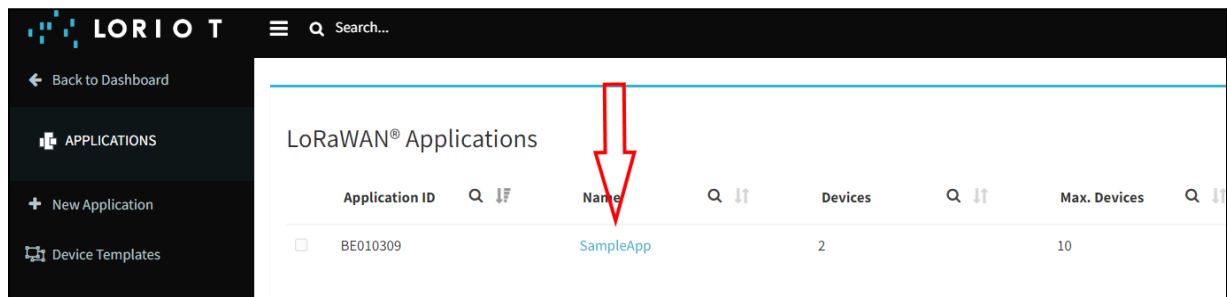 LORIOT
Search...
Back to Dashboard
APPLICATIONS
New Application
Device Templates
LoRaWAN® Applications
Application ID Name Devices Max. Devices
BE010309 SampleApp 2 10